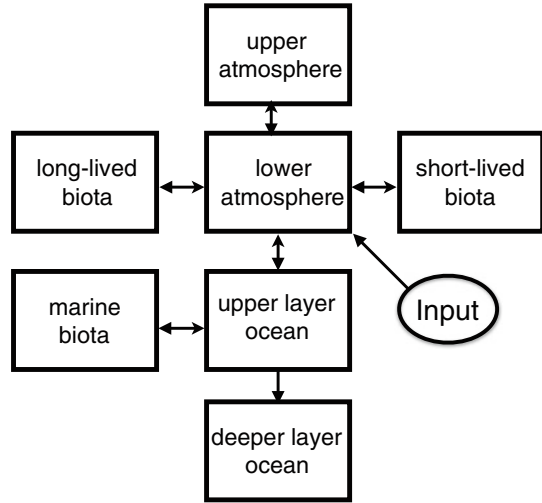 upper
atmosphere
long-lived
biota
lower
atmosphere
short-lived
biota
marine
biota
upper layer
ocean
Input
deeper layer
ocean